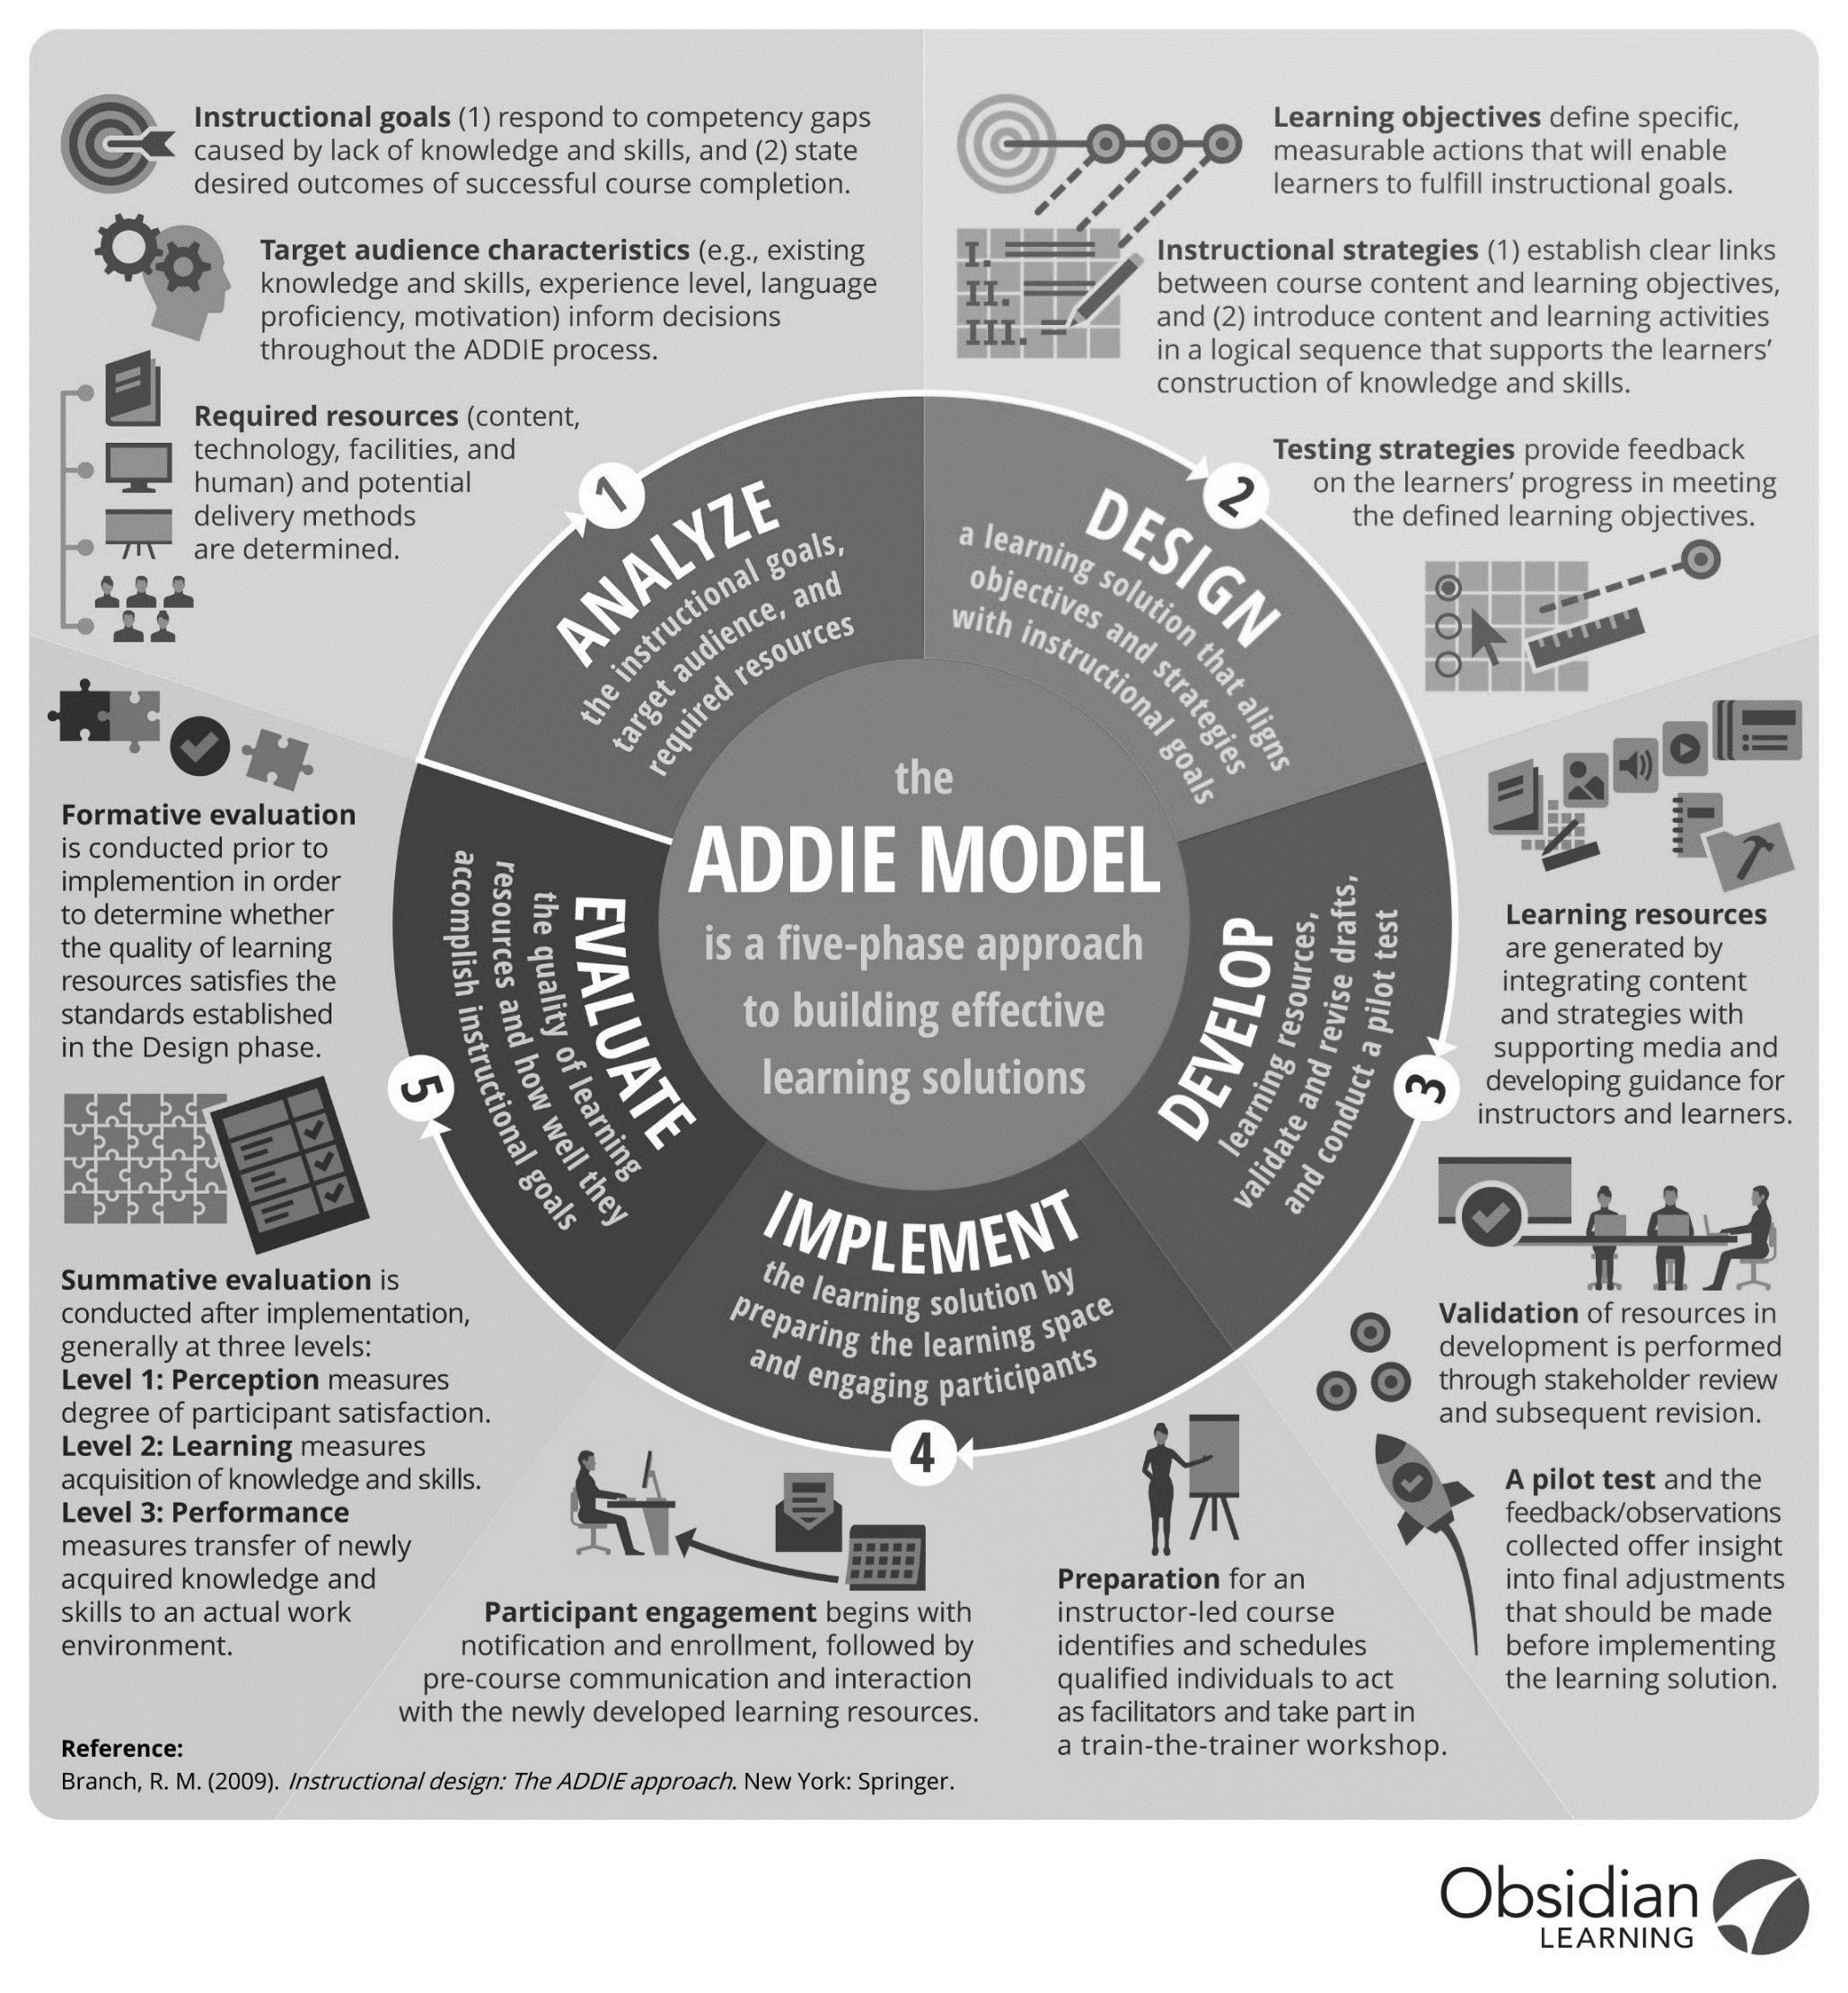 Instructional goals (1) respond to competency gaps
caused by lack of knowledge and skills, and (2) state
desired outcomes of successful course completion.
Target audience characteristics (e.g., existing
knowledge and skills, experience level, language
proficiency, motivation) inform decisions
throughout the ADDIE process.
Required resources (content,
technology, facilities, and
human) and potential
delivery methods
are determined.
Learning objectives define specific,
measurable actions that will enable
learners to fulfill instructional goals.
I.
II.
III.
Instructional strategies (1) establish clear links
between course content and learning objectives,
and (2) introduce content and learning activities
in a logical sequence that supports the learners’
construction of knowledge and skills.
Testing strategies provide feedback
on the learners’ progress in meeting
the defined learning objectives.
1
ANALYZE
the instructional goals,
target audience, and
required resources
2
DESIGN
a learning solution that aligns
objectives and strategies
with instructional goals
the
ADDIE MODEL
is a five-phase approach
to building effective
learning solutions
3
DEVELOP
learning resources,
validate and revise drafts,
and conduct a pilot test
4
IMPLEMENT
the learning solution by
preparing the learning space
and engaging participants
5
EVALUATE
the quality of learning
resources and how well they
accomplish instructional goals
Learning resources
are generated by
integrating content
and strategies with
supporting media and
developing guidance for
instructors and learners.
Validation of resources in
development is performed
through stakeholder review
and subsequent revision.
A pilot test and the
feedback/observations
collected offer insight
into final adjustments
that should be made
before implementing
the learning solution.
Preparation for an
instructor-led course
identifies and schedules
qualified individuals to act
as facilitators and take part in
a train-the-trainer workshop.
Participant engagement begins with
notification and enrollment, followed by
pre-course communication and interaction
with the newly developed learning resources.
Formative evaluation
is conducted prior to
implemention in order
to determine whether
the quality of learning
resources satisfies the
standards established
in the Design phase.
Summative evaluation is
conducted after implementation,
generally at three levels:
Level 1: Perception measures
degree of participant satisfaction.
Level 2: Learning measures
acquisition of knowledge and skills.
Level 3: Performance
measures transfer of newly
acquired knowledge and
skills to an actual work
environment.
Reference:
Branch, R. M. (2009). Instructional design: The ADDIE approach. New York: Springer.
Obsidian
LEARNING